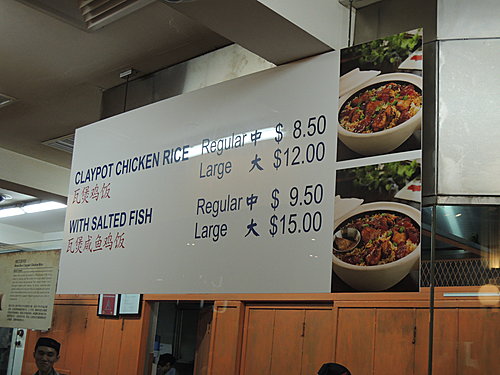 CLAYPOT CHICKEN RICE Regular 中 $ 8.50
瓦煲鸡饭 Large 大 $12.00
WITH SALTED FISH Regular 中 $ 9.50
瓦煲咸鱼鸡饭 Large 大 $15.00